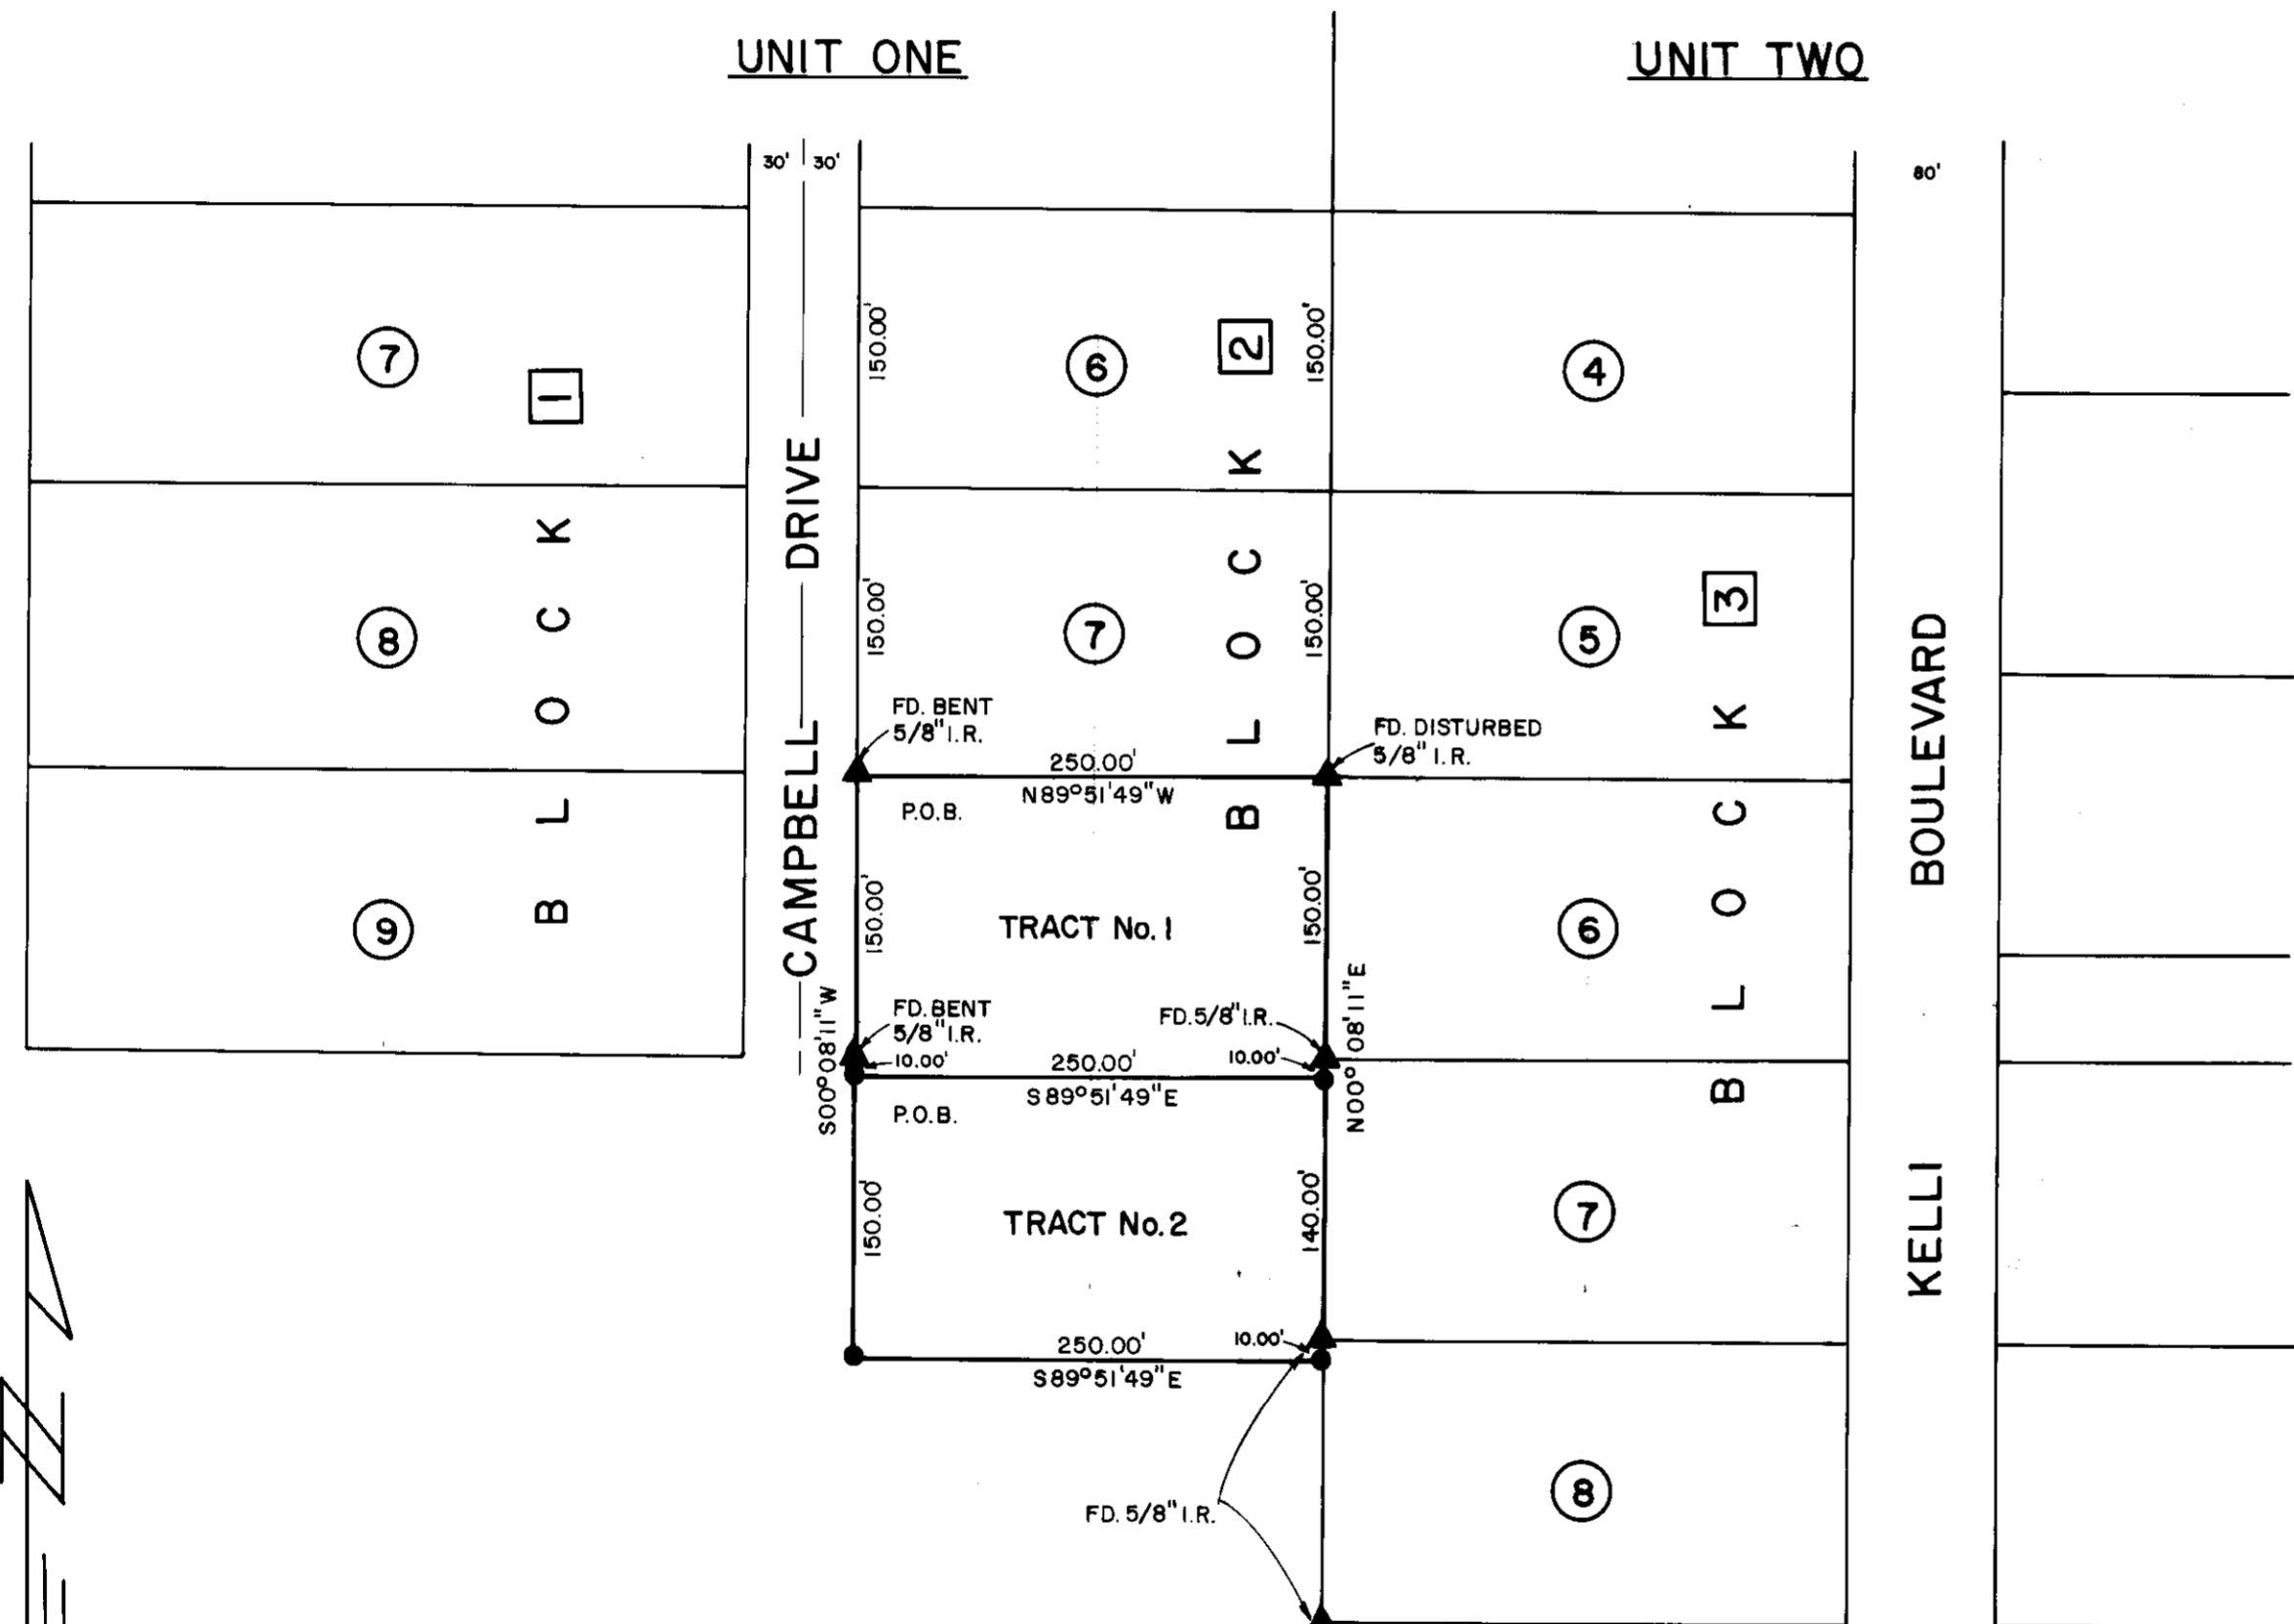 UNIT ONE
UNIT TWO
30' 30'
80'
7
1
BLOCK
8
9
CAMPBELL DRIVE
150.00'
6
2
BLOCK
150.00'
4
150.00'
7
150.00'
5
3
BLOCK
KELLI BOULEVARD
FD. BENT
5/8" I.R.
FD. DISTURBED
5/8" I.R.
250.00'
N89°51'49"W
P.O.B.
150.00'
TRACT No. 1
150.00'
6
S00°08'11"W
FD. BENT
5/8" I.R.
FD. 5/8" I.R.
N00°08'11"E
10.00'
250.00'
10.00'
S89°51'49"E
P.O.B.
150.00'
TRACT No. 2
140.00'
7
250.00'
10.00'
S89°51'49"E
FD. 5/8" I.R.
8